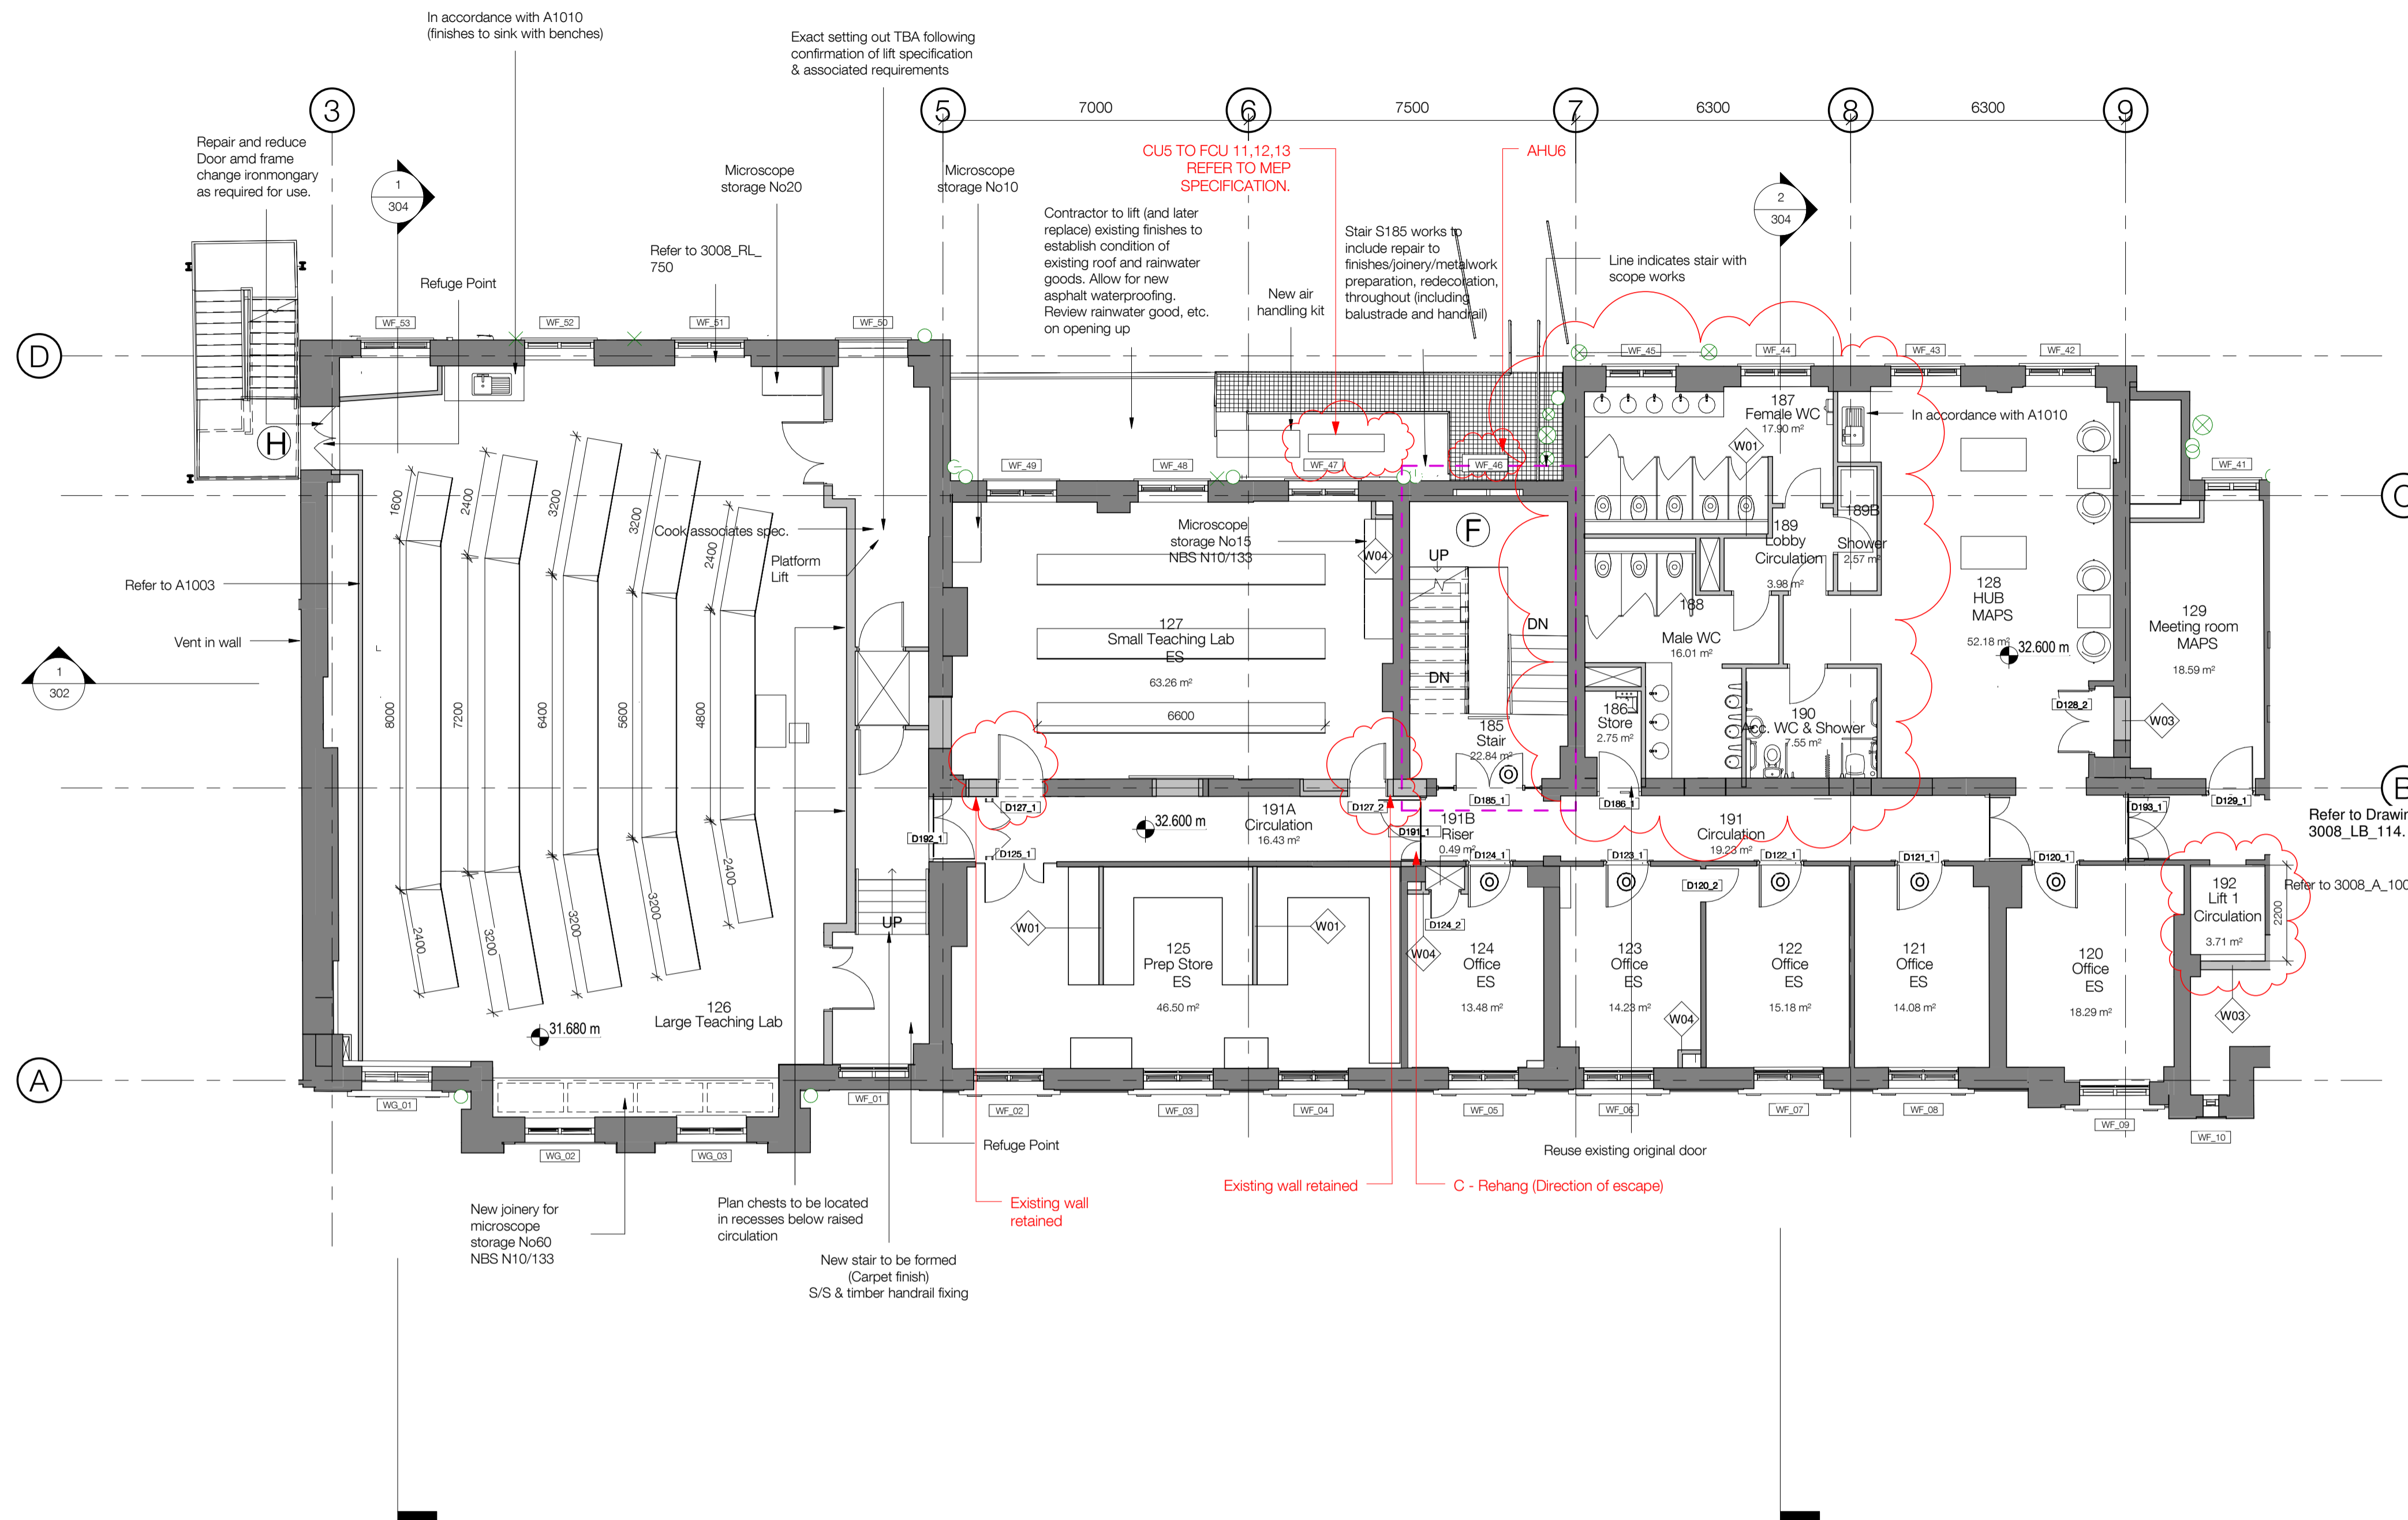 In accordance with A1010
(finishes to sink with benches)
Exact setting out TBA following
confirmation of lift specification
& associated requirements
3
5
7000
6
7500
7
6300
8
6300
9
Repair and reduce
Door amd frame
change ironmongary
as required for use.
1
304
Microscope
storage No20
Microscope
storage No10
CU5 TO FCU 11,12,13
REFER TO MEP
SPECIFICATION.
AHU6
2
304
Contractor to lift (and later
replace) existing finishes to
establish condition of
existing roof and rainwater
goods. Allow for new
asphalt waterproofing.
Review rainwater good, etc.
on opening up
Stair S185 works to
include repair to
finishes/joinery/metalwork
preparation, redecoration,
throughout (including
balustrade and handrail)
Refer to 3008_RL_
750
Line indicates stair with
scope works
Refuge Point
New air
handling kit
WF_53
WF_52
WF_51
WF_50
D
WF_45
WF_44
WF_43
WF_42
H
187
Female WC
17.90 m²
In accordance with A1010
W01
WF_49
WF_48
WF_47
WF_46
WF_41
C
1600
2400
3200
3200
2400
Cook associates spec.
Platform
Lift
Microscope
storage No15
NBS N10/133
W04
F
UP
189
Lobby
Circulation
3.98 m²
189B
Shower
2.57 m²
Refer to A1003
128
HUB
MAPS
52.18 m²
32.600 m
129
Meeting room
MAPS
18.59 m²
188
Male WC
16.01 m²
DN
DN
127
Small Teaching Lab
ES
63.26 m²
Vent in wall
1
302
8000
7200
6400
5600
4800
6600
185
Stair
22.84 m²
186
Store
2.75 m²
190
Acc. WC & Shower
7.55 m²
D128_2
W03
B
D127_1
D127_2
D185_1
D186_1
D193_1
D129_1
Refer to Drawin
3008_LB_114.
D192_1
32.600 m
191A
Circulation
16.43 m²
D191_1
191B
Riser
0.49 m²
191
Circulation
19.23 m²
D125_1
D124_1
D123_1
D122_1
D121_1
D120_1
D120_2
D124_2
Refer to 3008_A_100
192
Lift 1
Circulation
3.71 m²
2200
2400
3200
3200
3200
2400
UP
W01
W01
W04
125
Prep Store
ES
46.50 m²
124
Office
ES
13.48 m²
123
Office
ES
14.23 m²
122
Office
ES
15.18 m²
121
Office
ES
14.08 m²
120
Office
ES
18.29 m²
W04
W03
126
Large Teaching Lab
31.680 m
A
WG_01
WF_01
WF_02
WF_03
WF_04
WF_05
WF_06
WF_07
WF_08
WF_09
WF_10
WG_02
WG_03
Refuge Point
Reuse existing original door
Existing wall retained
C - Rehang (Direction of escape)
Existing wall
retained
New joinery for
microscope
storage No60
NBS N10/133
Plan chests to be located
in recesses below raised
circulation
New stair to be formed
(Carpet finish)
S/S & timber handrail fixing